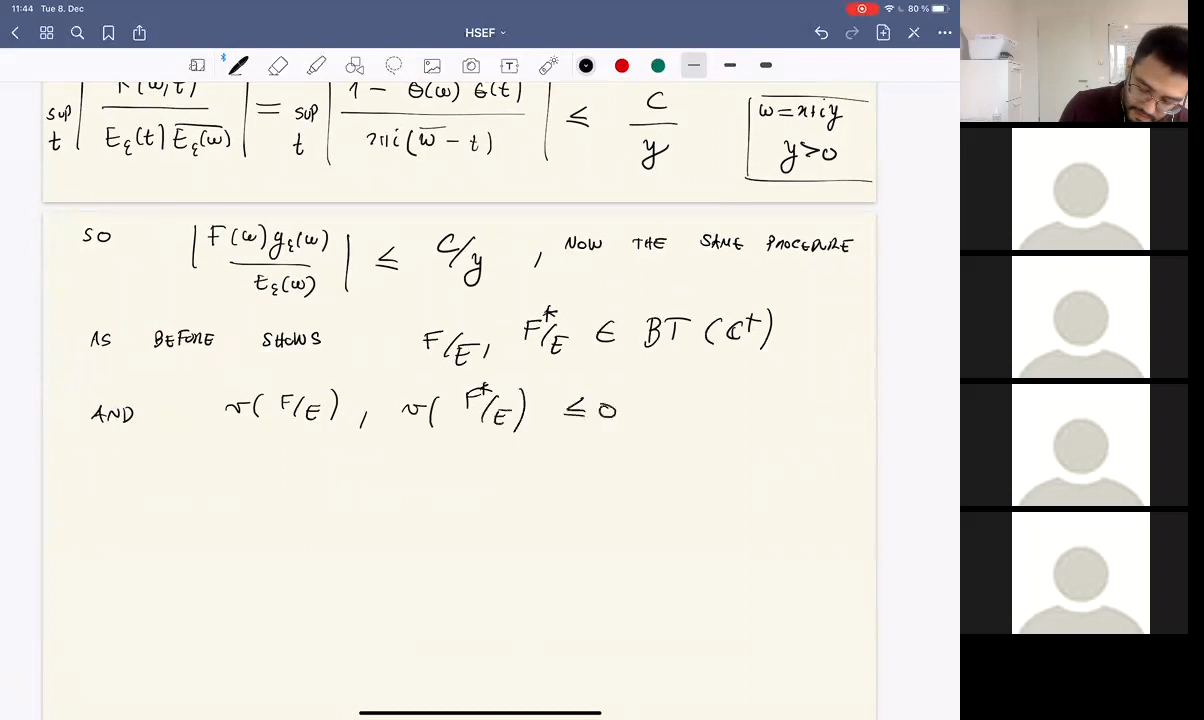 11:44 Tue 8. Dec 80 %
HSEF
sup t | K(w,t) / E_ε(t) \overline{E_ε(w)} | = sup t | 1 - \overline{Θ(w)} Θ(t) / 2πi(\overline{w} - t) | ≤ C / y
w = x+iy
y>0
SO | F(w) g_ε(w) / E_ε(w) | ≤ C/y , NOW THE SAME PROCEDURE
AS BEFORE SHOWS F/E, F*/E ∈ BT(ℂ⁺)
AND v(F/E), v(F*/E) ≤ 0